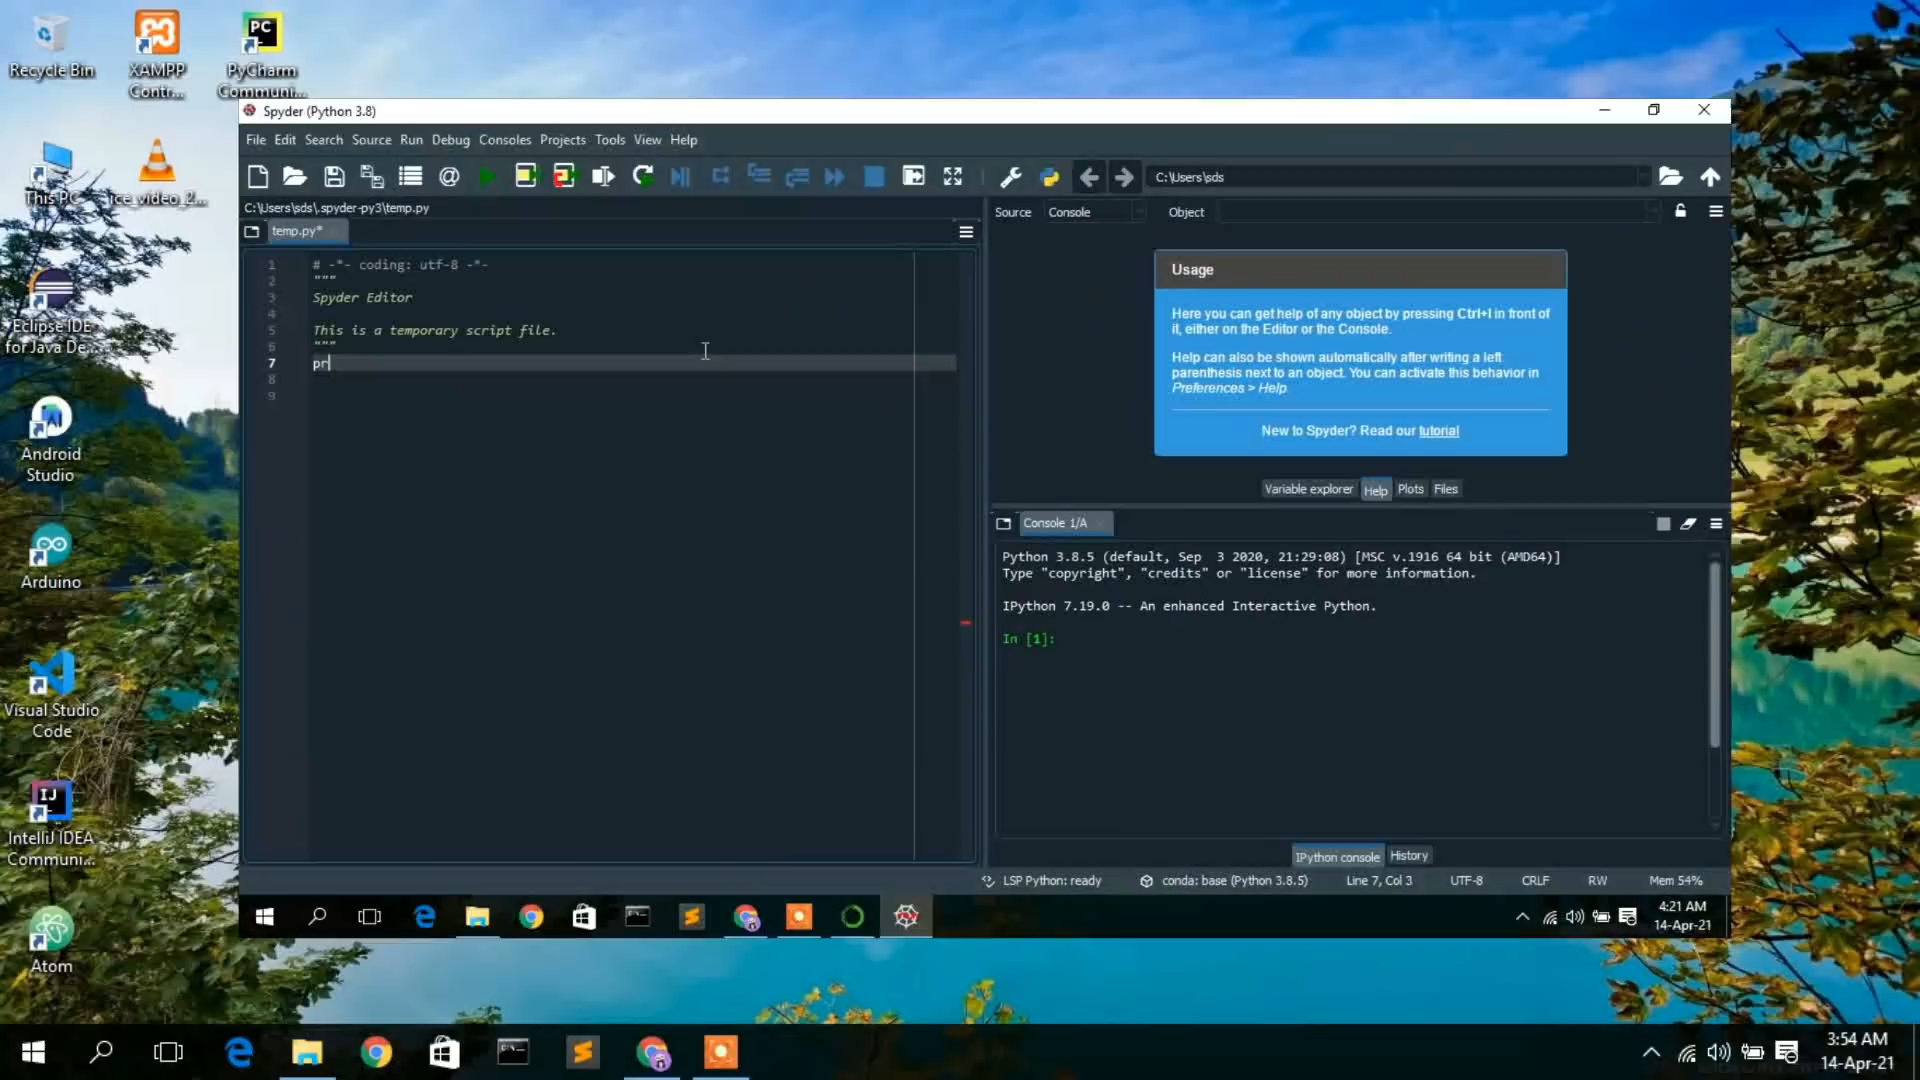 Recycle Bin
XAMPP
Contr...
PyCharm
Communi...
This PC
ice_video_2...
Eclipse IDE
for Java De...
Android
Studio
Arduino
Visual Studio
Code
IntelliJ IDEA
Communi...
Atom
Spyder (Python 3.8)
File Edit Search Source Run Debug Consoles Projects Tools View Help
C:\Users\sds
C:\Users\sds\.spyder-py3\temp.py
temp.py*
1 # -*- coding: utf-8 -*-
2 """
3 Spyder Editor
4
5 This is a temporary script file.
6 """
7 pr
8
9
Source Console Object
Usage
Here you can get help of any object by pressing Ctrl+I in front of
it, either on the Editor or the Console.
Help can also be shown automatically after writing a left
parenthesis next to an object. You can activate this behavior in
Preferences > Help.
New to Spyder? Read our tutorial
Variable explorer Help Plots Files
Console 1/A
Python 3.8.5 (default, Sep 3 2020, 21:29:08) [MSC v.1916 64 bit (AMD64)]
Type "copyright", "credits" or "license" for more information.
IPython 7.19.0 -- An enhanced Interactive Python.
In [1]:
IPython console History
LSP Python: ready conda: base (Python 3.8.5) Line 7, Col 3 UTF-8 CRLF RW Mem 54%
4:21 AM
14-Apr-21
3:54 AM
14-Apr-21